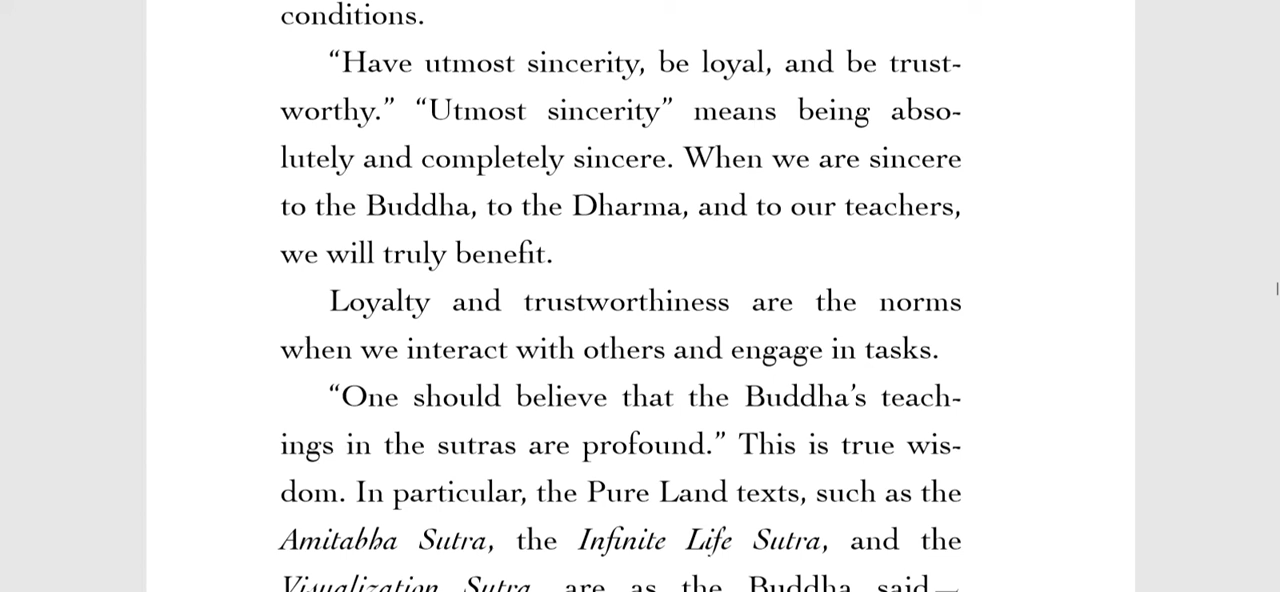 conditions.
“Have utmost sincerity, be loyal, and be trust-
worthy.” “Utmost sincerity” means being abso-
lutely and completely sincere. When we are sincere
to the Buddha, to the Dharma, and to our teachers,
we will truly benefit.
Loyalty and trustworthiness are the norms
when we interact with others and engage in tasks.
“One should believe that the Buddha’s teach-
ings in the sutras are profound.” This is true wis-
dom. In particular, the Pure Land texts, such as the
Amitabha Sutra, the Infinite Life Sutra, and the
Visualization Sutra, are as the Buddha said—